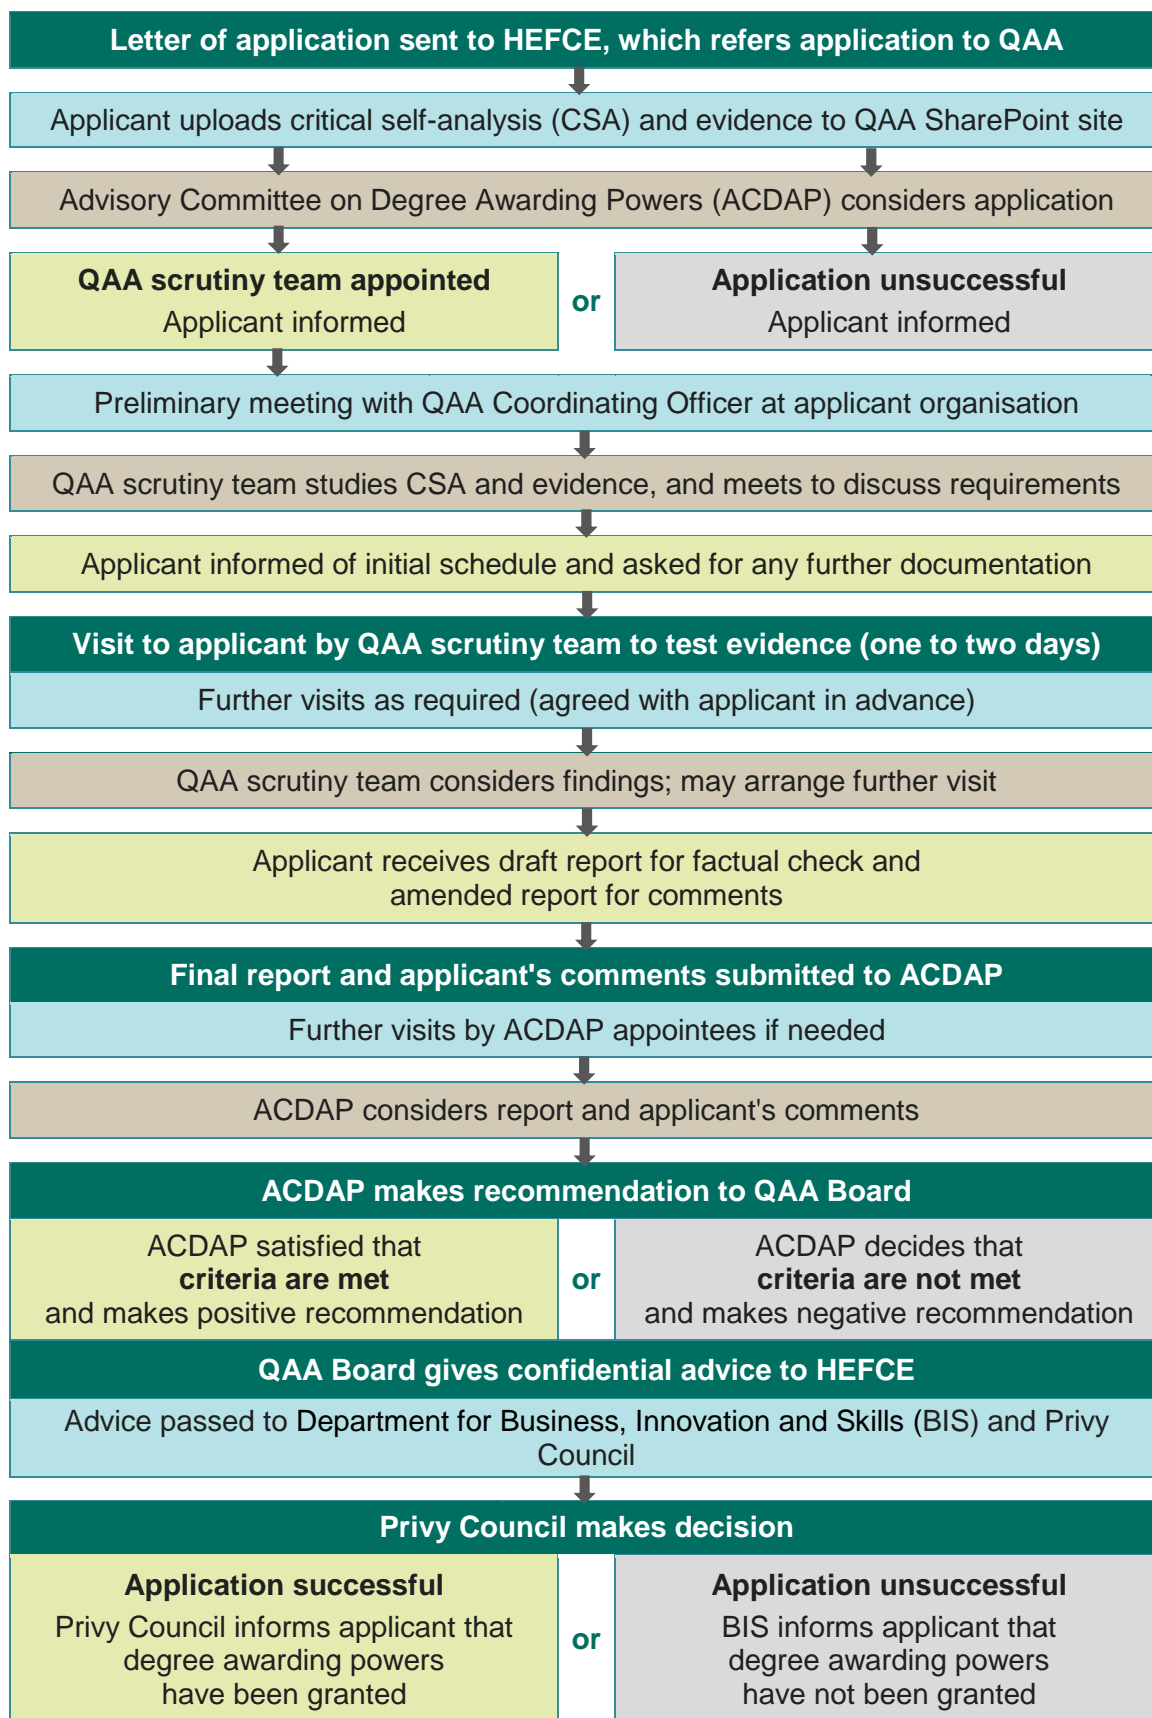 Letter of application sent to HEFCE, which refers application to QAA
Applicant uploads critical self-analysis (CSA) and evidence to QAA SharePoint site
Advisory Committee on Degree Awarding Powers (ACDAP) considers application
QAA scrutiny team appointed
Applicant informed
or
Application unsuccessful
Applicant informed
Preliminary meeting with QAA Coordinating Officer at applicant organisation
QAA scrutiny team studies CSA and evidence, and meets to discuss requirements
Applicant informed of initial schedule and asked for any further documentation
Visit to applicant by QAA scrutiny team to test evidence (one to two days)
Further visits as required (agreed with applicant in advance)
QAA scrutiny team considers findings; may arrange further visit
Applicant receives draft report for factual check and
amended report for comments
Final report and applicant's comments submitted to ACDAP
Further visits by ACDAP appointees if needed
ACDAP considers report and applicant's comments
ACDAP makes recommendation to QAA Board
ACDAP satisfied that
criteria are met
and makes positive recommendation
or
ACDAP decides that
criteria are not met
and makes negative recommendation
QAA Board gives confidential advice to HEFCE
Advice passed to Department for Business, Innovation and Skills (BIS) and Privy
Council
Privy Council makes decision
Application successful
Privy Council informs applicant that
degree awarding powers
have been granted
or
Application unsuccessful
BIS informs applicant that
degree awarding powers
have not been granted